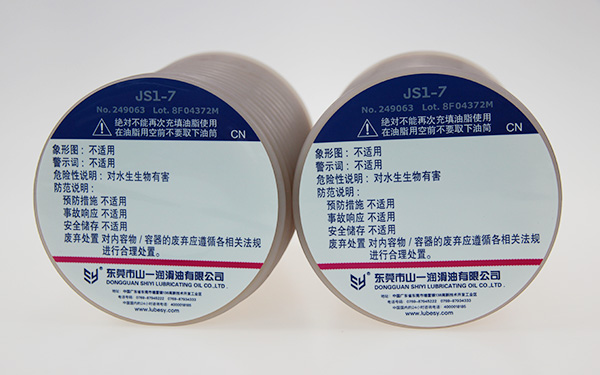 JS1-7
No.249063 Lot. 8F04372M
绝对不能再次充填油脂使用
在油脂用空前不要取下油筒
CN
象形图：不适用
警示词：不适用
危险性说明：对水生生物有害
防范说明：
预防措施 不适用
事故响应 不适用
安全储存 不适用
废弃处置 对内容物/容器的废弃应遵循各相关法规
进行合理处置。
东莞市山一润滑油有限公司
DONGGUAN SHIYI LUBRICATING OIL CO.,LTD.
www.lubesy.com
JS1-7
No.249063 Lot. 8F04372M
绝对不能再次充填油脂使用
在油脂用空前不要取下油筒
CN
象形图：不适用
警示词：不适用
危险性说明：对水生生物有害
防范说明：
预防措施 不适用
事故响应 不适用
安全储存 不适用
废弃处置 对内容物/容器的废弃应遵循各相关法规
进行合理处置。
东莞市山一润滑油有限公司
DONGGUAN SHIYI LUBRICATING OIL CO.,LTD.
www.lubesy.com